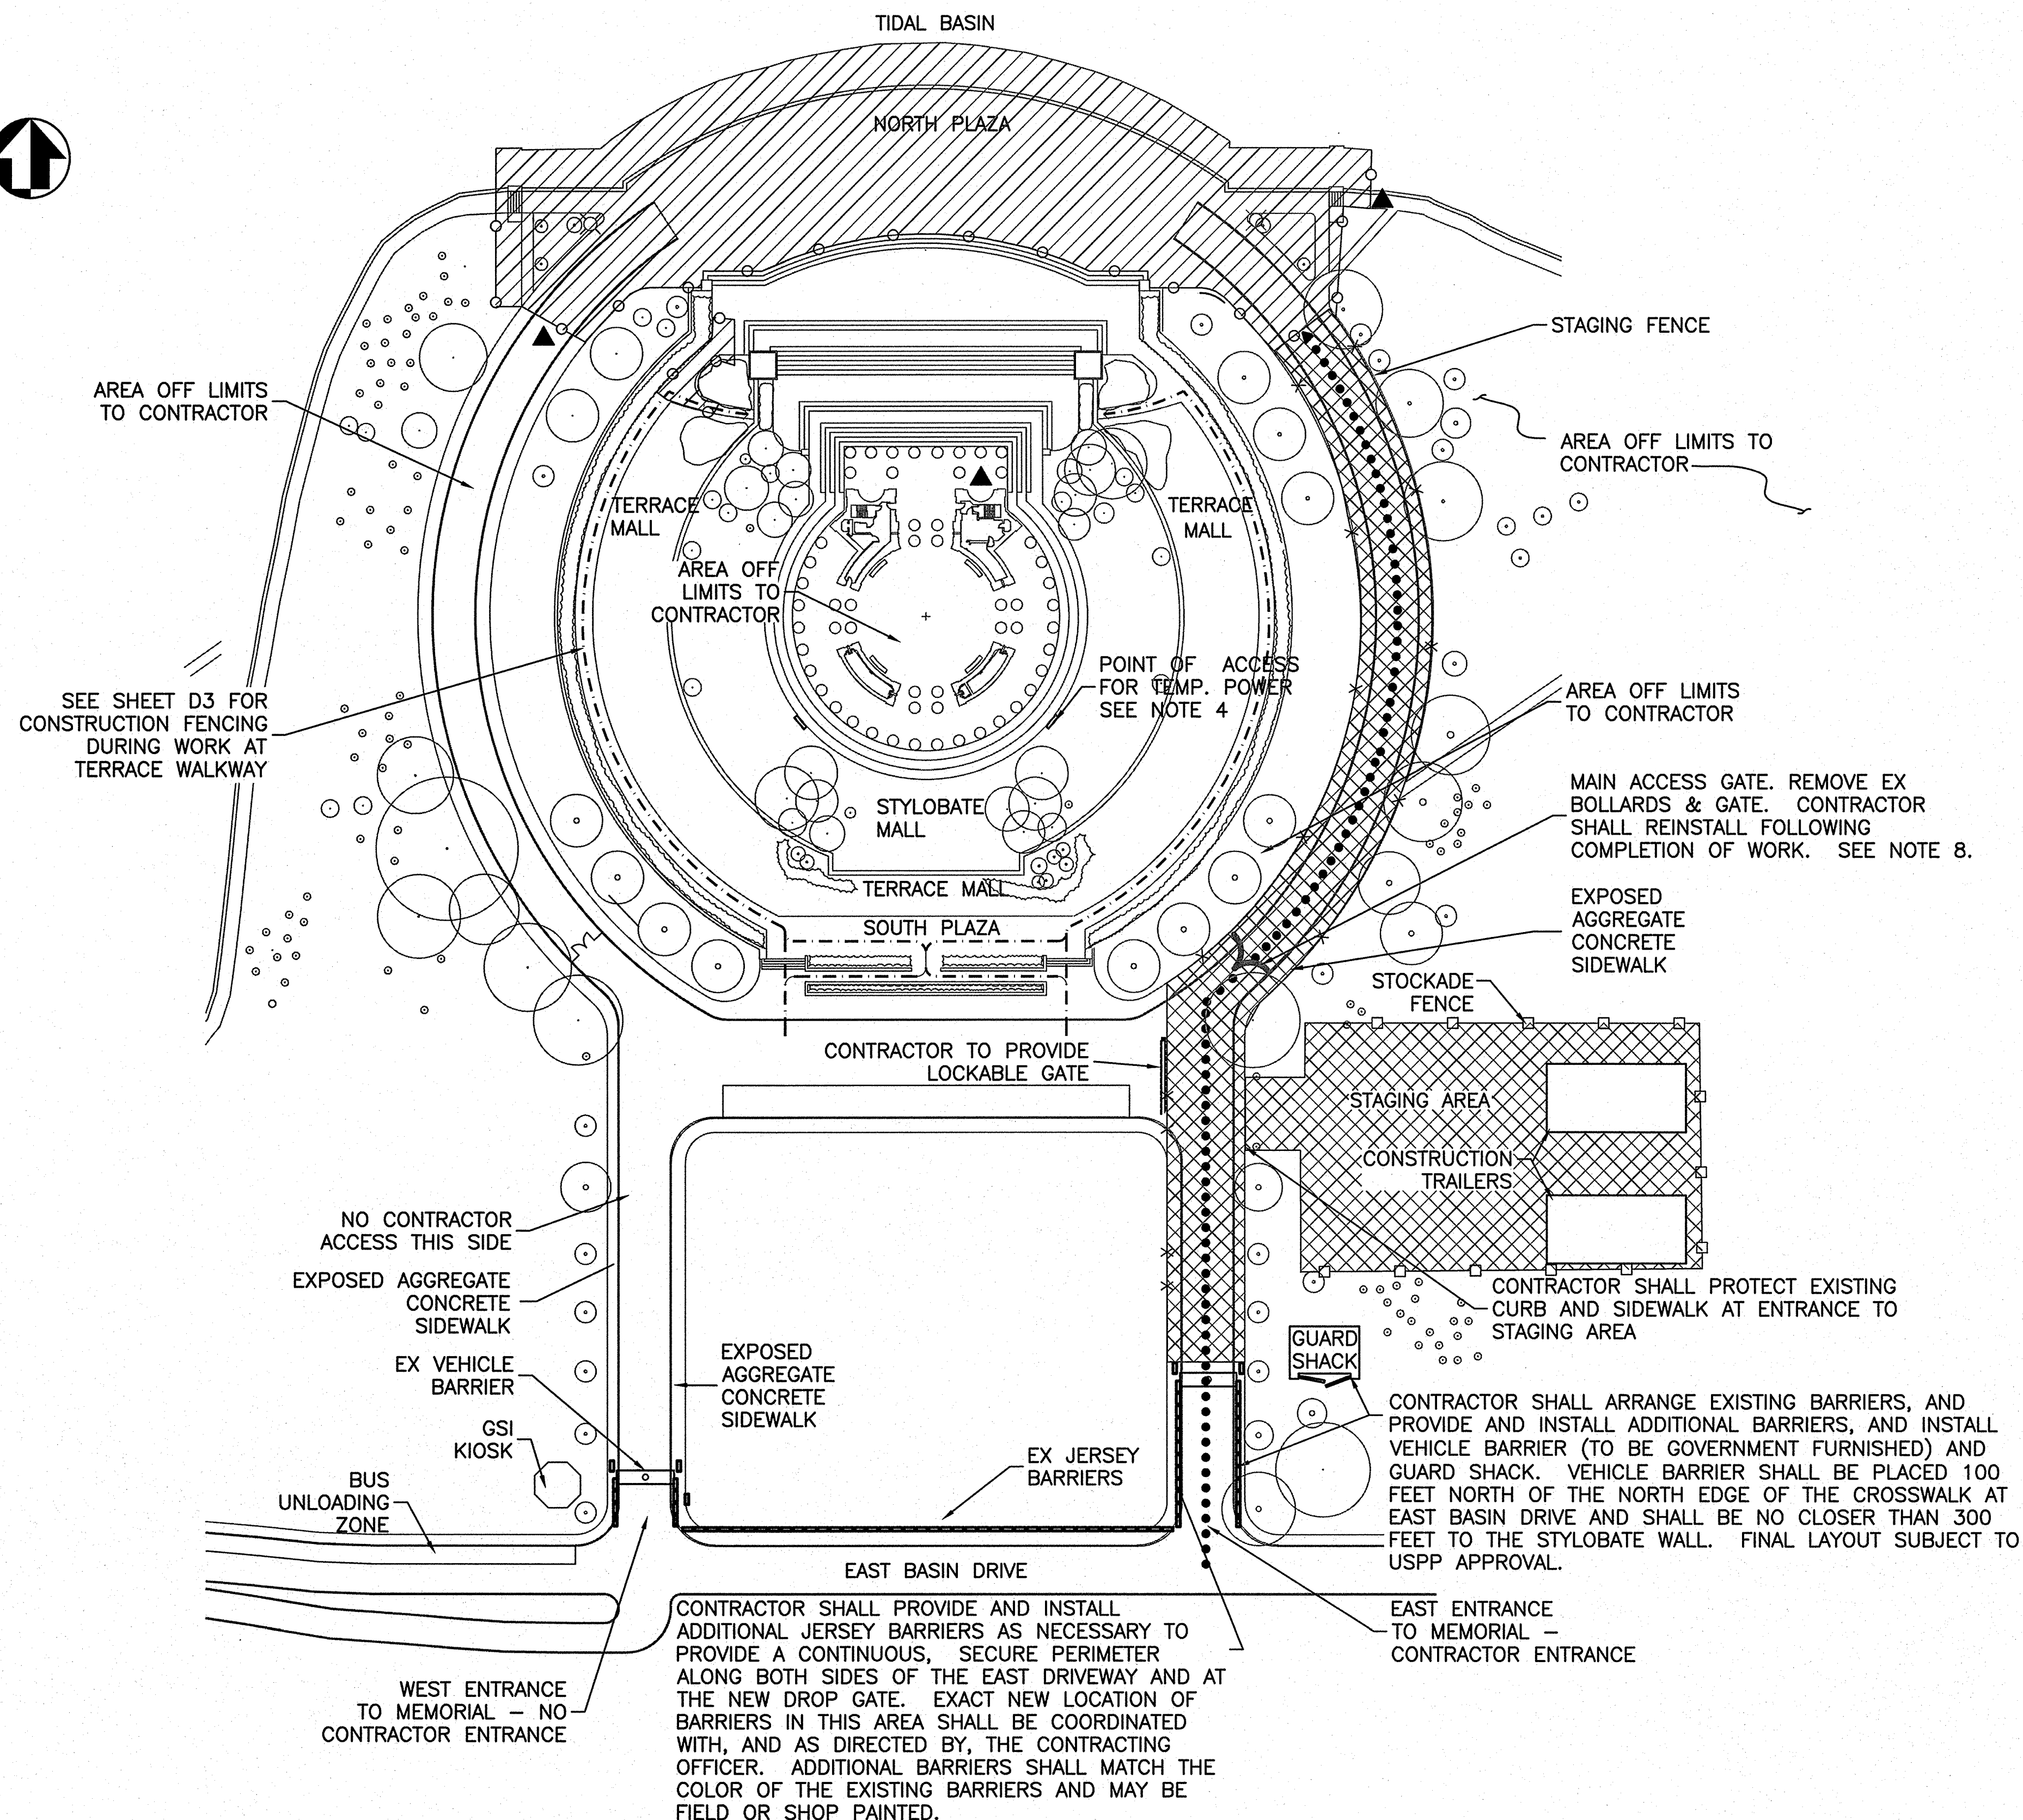 TIDAL BASIN
NORTH PLAZA
STAGING FENCE
AREA OFF LIMITS
TO CONTRACTOR
AREA OFF LIMITS TO
CONTRACTOR
TERRACE
MALL
TERRACE
MALL
AREA OFF
LIMITS TO
CONTRACTOR
POINT OF ACCESS
FOR TEMP. POWER
SEE NOTE 4
AREA OFF LIMITS
TO CONTRACTOR
SEE SHEET D3 FOR
CONSTRUCTION FENCING
DURING WORK AT
TERRACE WALKWAY
MAIN ACCESS GATE. REMOVE EX
BOLLARDS & GATE. CONTRACTOR
SHALL REINSTALL FOLLOWING
COMPLETION OF WORK. SEE NOTE 8.
STYLOBATE
MALL
TERRACE MALL
EXPOSED
AGGREGATE
CONCRETE
SIDEWALK
SOUTH PLAZA
STOCKADE
FENCE
CONTRACTOR TO PROVIDE
LOCKABLE GATE
STAGING AREA
CONSTRUCTION
TRAILERS
NO CONTRACTOR
ACCESS THIS SIDE
EXPOSED AGGREGATE
CONCRETE
SIDEWALK
CONTRACTOR SHALL PROTECT EXISTING
CURB AND SIDEWALK AT ENTRANCE TO
STAGING AREA
GUARD
SHACK
EX VEHICLE
BARRIER
EXPOSED
AGGREGATE
CONCRETE
SIDEWALK
CONTRACTOR SHALL ARRANGE EXISTING BARRIERS, AND
PROVIDE AND INSTALL ADDITIONAL BARRIERS, AND INSTALL
VEHICLE BARRIER (TO BE GOVERNMENT FURNISHED) AND
GUARD SHACK. VEHICLE BARRIER SHALL BE PLACED 100
FEET NORTH OF THE NORTH EDGE OF THE CROSSWALK AT
EAST BASIN DRIVE AND SHALL BE NO CLOSER THAN 300
FEET TO THE STYLOBATE WALL. FINAL LAYOUT SUBJECT TO
USPP APPROVAL.
GSI
KIOSK
EX JERSEY
BARRIERS
BUS
UNLOADING
ZONE
EAST BASIN DRIVE
CONTRACTOR SHALL PROVIDE AND INSTALL
ADDITIONAL JERSEY BARRIERS AS NECESSARY TO
PROVIDE A CONTINUOUS, SECURE PERIMETER
ALONG BOTH SIDES OF THE EAST DRIVEWAY AND AT
THE NEW DROP GATE. EXACT NEW LOCATION OF
BARRIERS IN THIS AREA SHALL BE COORDINATED
WITH, AND AS DIRECTED BY, THE CONTRACTING
OFFICER. ADDITIONAL BARRIERS SHALL MATCH THE
COLOR OF THE EXISTING BARRIERS AND MAY BE
FIELD OR SHOP PAINTED.
EAST ENTRANCE
TO MEMORIAL –
CONTRACTOR ENTRANCE
WEST ENTRANCE
TO MEMORIAL – NO
CONTRACTOR ENTRANCE